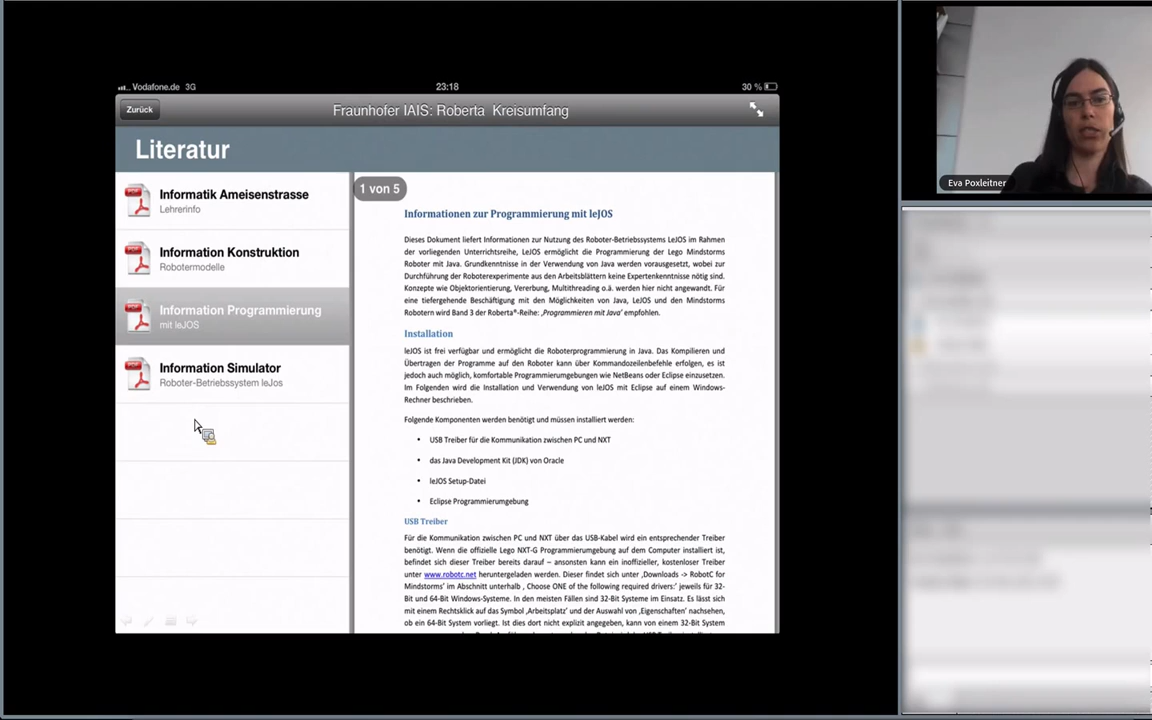 Vodafone.de 3G
23:18
30 %
Zurück
Fraunhofer IAIS: Roberta Kreisumfang
Literatur
Informatik Ameisenstrasse
Lehrerinfo
Information Konstruktion
Robotermodelle
Information Programmierung
mit leJOS
Information Simulator
Roboter-Betriebssystem leJos
1 von 5
Informationen zur Programmierung mit leJOS
Dieses Dokument liefert Informationen zur Nutzung des Roboter-Betriebssystems LeJOS im Rahmen
der vorliegenden Unterrichtsreihe, LeJOS ermöglicht die Programmierung der Lego Mindstorms
Roboter mit Java. Grundkenntnisse in der Verwendung von Java werden vorausgesetzt, wobei zur
Durchführung der Roboterexperimente aus den Arbeitsblättern keine Expertenkenntnisse nötig sind.
Konzepte wie Objektorientierung, Vererbung, Multithreading o.ä. werden hier nicht angewandt. Für
eine tiefergehende Beschäftigung mit den Möglichkeiten von Java, LeJOS und den Mindstorms
Robotern wird Band 3 der Roberta®-Reihe: ‚Programmieren mit Java' empfohlen.
Installation
leJOS ist frei verfügbar und ermöglicht die Roboterprogrammierung in Java. Das Kompilieren und
Übertragen der Programme auf den Roboter kann über Kommandozeilenbefehle erfolgen, es ist
jedoch auch möglich, komfortable Programmierumgebungen wie NetBeans oder Eclipse einzusetzen.
Im Folgenden wird die Installation und Verwendung von leJOS mit Eclipse auf einem Windows-
Rechner beschrieben.
Folgende Komponenten werden benötigt und müssen installiert werden:
• USB Treiber für die Kommunikation zwischen PC und NXT
• das Java Development Kit (JDK) von Oracle
• leJOS Setup-Datei
• Eclipse Programmierumgebung
USB Treiber
Für die Kommunikation zwischen PC und NXT über das USB-Kabel wird ein entsprechender Treiber
benötigt. Wenn die offizielle Lego NXT-G Programmierumgebung auf dem Computer installiert ist,
befindet sich dieser Treiber bereits darauf – ansonsten kann ein inoffizieller, kostenloser Treiber
unter www.robotc.net heruntergeladen werden. Dieser findet sich unter ‚Downloads -> RobotC for
Mindstorms' im Abschnitt unterhalb ‚ Choose ONE of the following required drivers:' jeweils für 32-
Bit und 64-Bit Windows-Systeme. In den meisten Fällen sind 32-Bit Systeme im Einsatz. Es lässt sich
mit einem Rechtsklick auf das Symbol ‚Arbeitsplatz' und der Auswahl von ‚Eigenschaften' nachsehen,
ob ein 64-Bit System vorliegt. Ist dies dort nicht explizit angegeben, kann von einem 32-Bit System
Eva Poxleitner